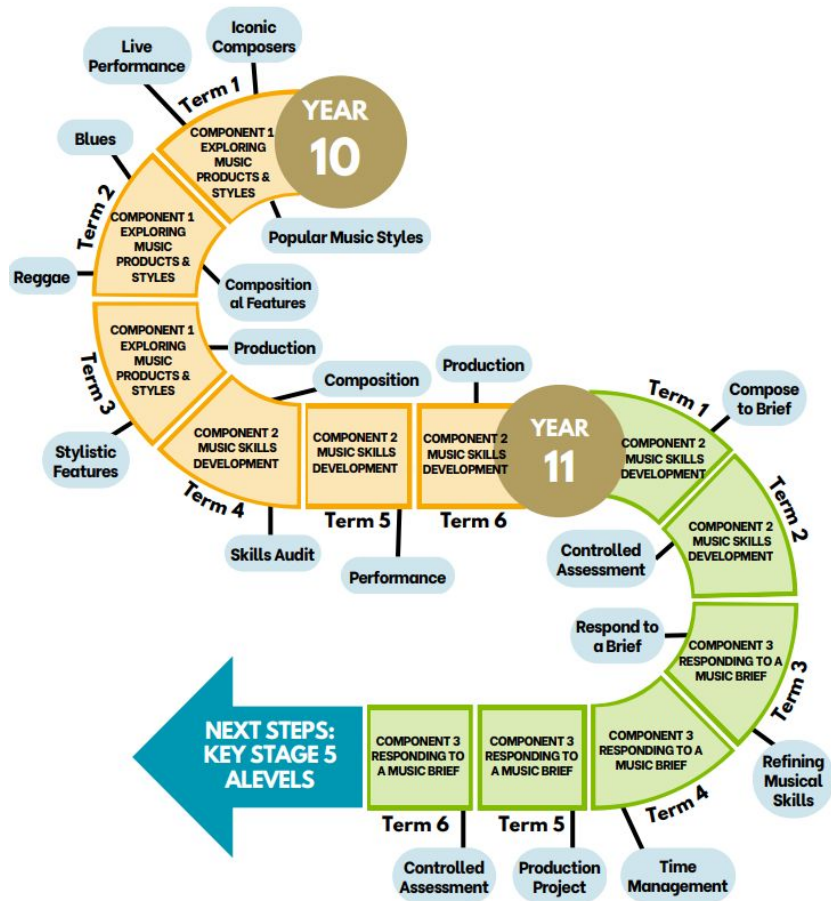 Iconic
Composers
Live
Performance
Term 1
YEAR
10
COMPONENT 1
EXPLORING
MUSIC
PRODUCTS &
STYLES
Popular Music Styles
Blues
Term 2
COMPONENT 1
EXPLORING
MUSIC
PRODUCTS &
STYLES
Reggae
Composition
al Features
Term 3
COMPONENT 1
EXPLORING
MUSIC
PRODUCTS &
STYLES
Production
Stylistic
Features
Composition
COMPONENT 2
MUSIC SKILLS
DEVELOPMENT
Term 4
Skills Audit
COMPONENT 2
MUSIC SKILLS
DEVELOPMENT
Term 5
Performance
Production
COMPONENT 2
MUSIC SKILLS
DEVELOPMENT
Term 6
YEAR
11
Term 1
COMPONENT 2
MUSIC SKILLS
DEVELOPMENT
Compose
to Brief
Term 2
COMPONENT 2
MUSIC SKILLS
DEVELOPMENT
Controlled
Assessment
Respond to
a Brief
COMPONENT 3
RESPONDING TO A
MUSIC BRIEF
Term 3
Refining
Musical
Skills
COMPONENT 3
RESPONDING TO A
MUSIC BRIEF
Term 4
Time
Management
COMPONENT 3
RESPONDING TO
A MUSIC BRIEF
Term 5
Production
Project
COMPONENT 3
RESPONDING TO
A MUSIC BRIEF
Term 6
Controlled
Assessment
NEXT STEPS:
KEY STAGE 5
ALEVELS